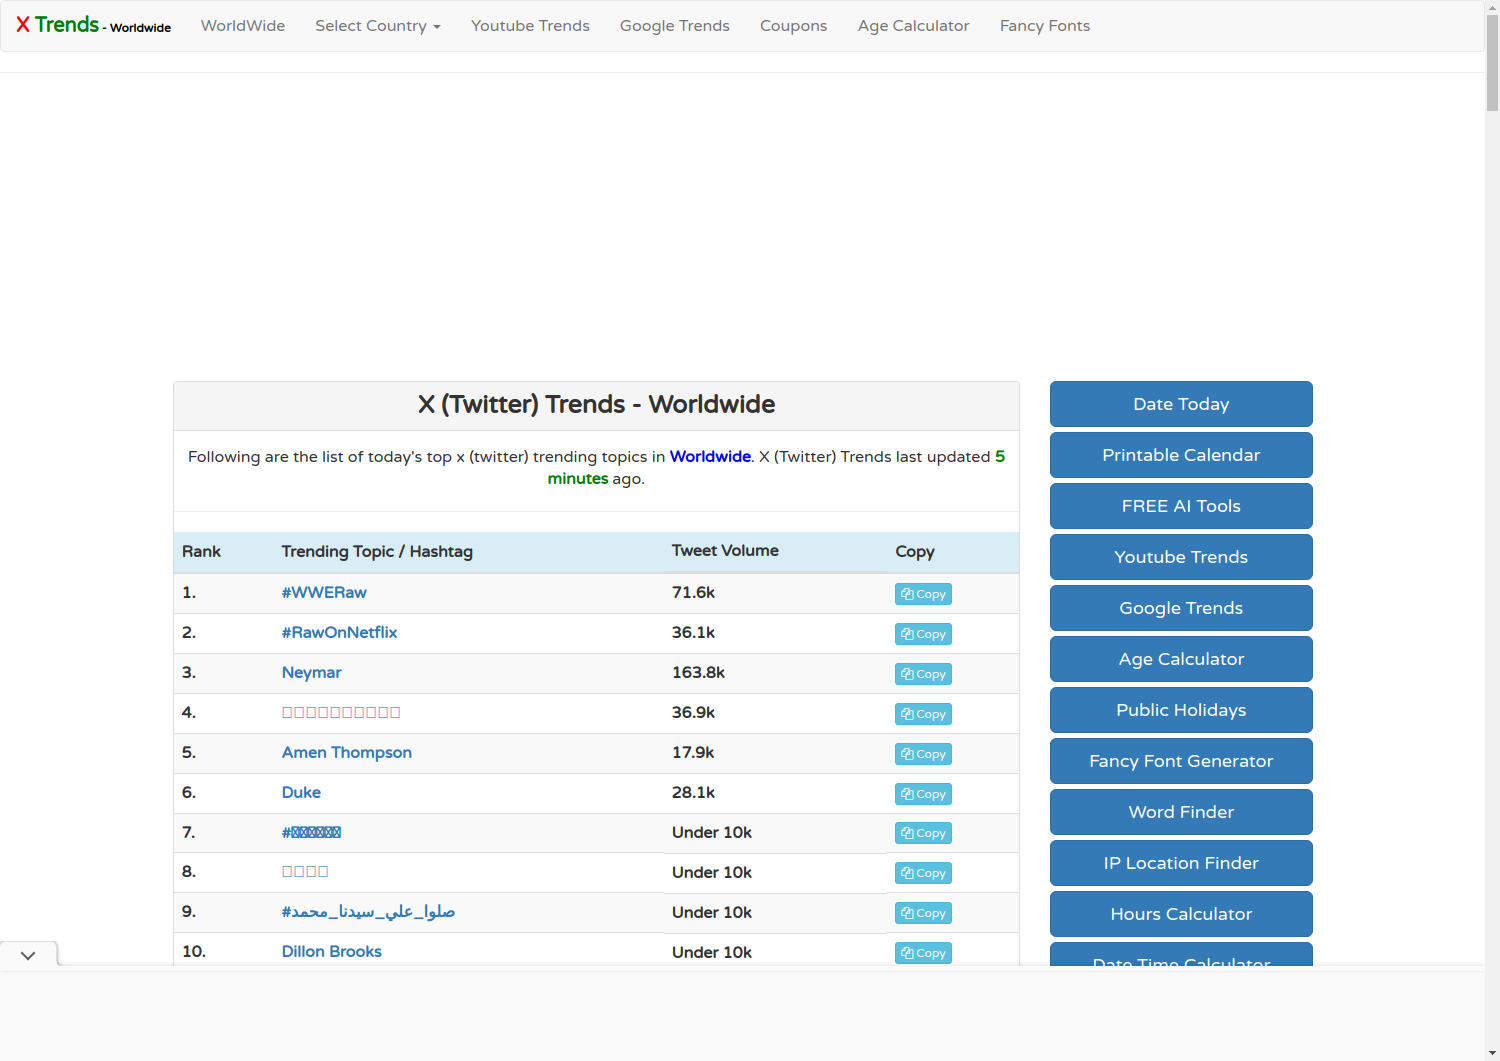 X Trends - Worldwide WorldWide Select Country Youtube Trends Google Trends Coupons Age Calculator Fancy Fonts
X (Twitter) Trends - Worldwide
Following are the list of today's top x (twitter) trending topics in Worldwide. X (Twitter) Trends last updated 5
minutes ago.
Rank Trending Topic / Hashtag Tweet Volume Copy
1. #WWERaw 71.6k Copy
2. #RawOnNetflix 36.1k Copy
3. Neymar 163.8k Copy
4. 36.9k Copy
5. Amen Thompson 17.9k Copy
6. Duke 28.1k Copy
7. # Under 10k Copy
8. Under 10k Copy
9. #صلوا_علي_سيدنا_محمد Under 10k Copy
10. Dillon Brooks Under 10k Copy
Date Today
Printable Calendar
FREE AI Tools
Youtube Trends
Google Trends
Age Calculator
Public Holidays
Fancy Font Generator
Word Finder
IP Location Finder
Hours Calculator
Date Time Calculator